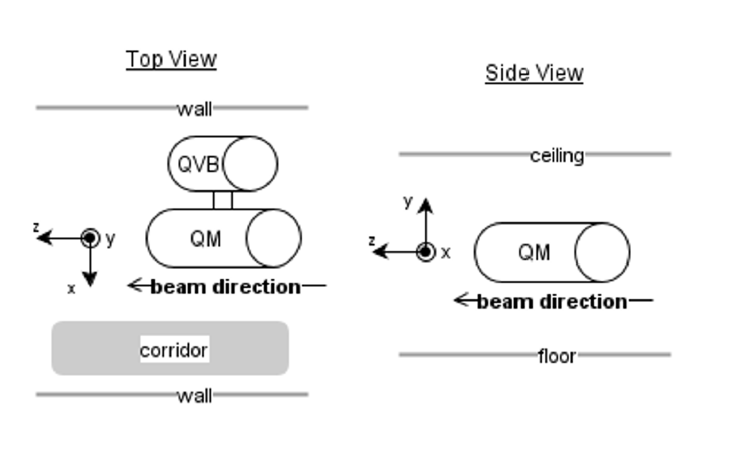 Top View
wall
QVB
z
y
QM
x
beam direction
corridor
wall
Side View
ceiling
y
z
x
QM
beam direction
floor